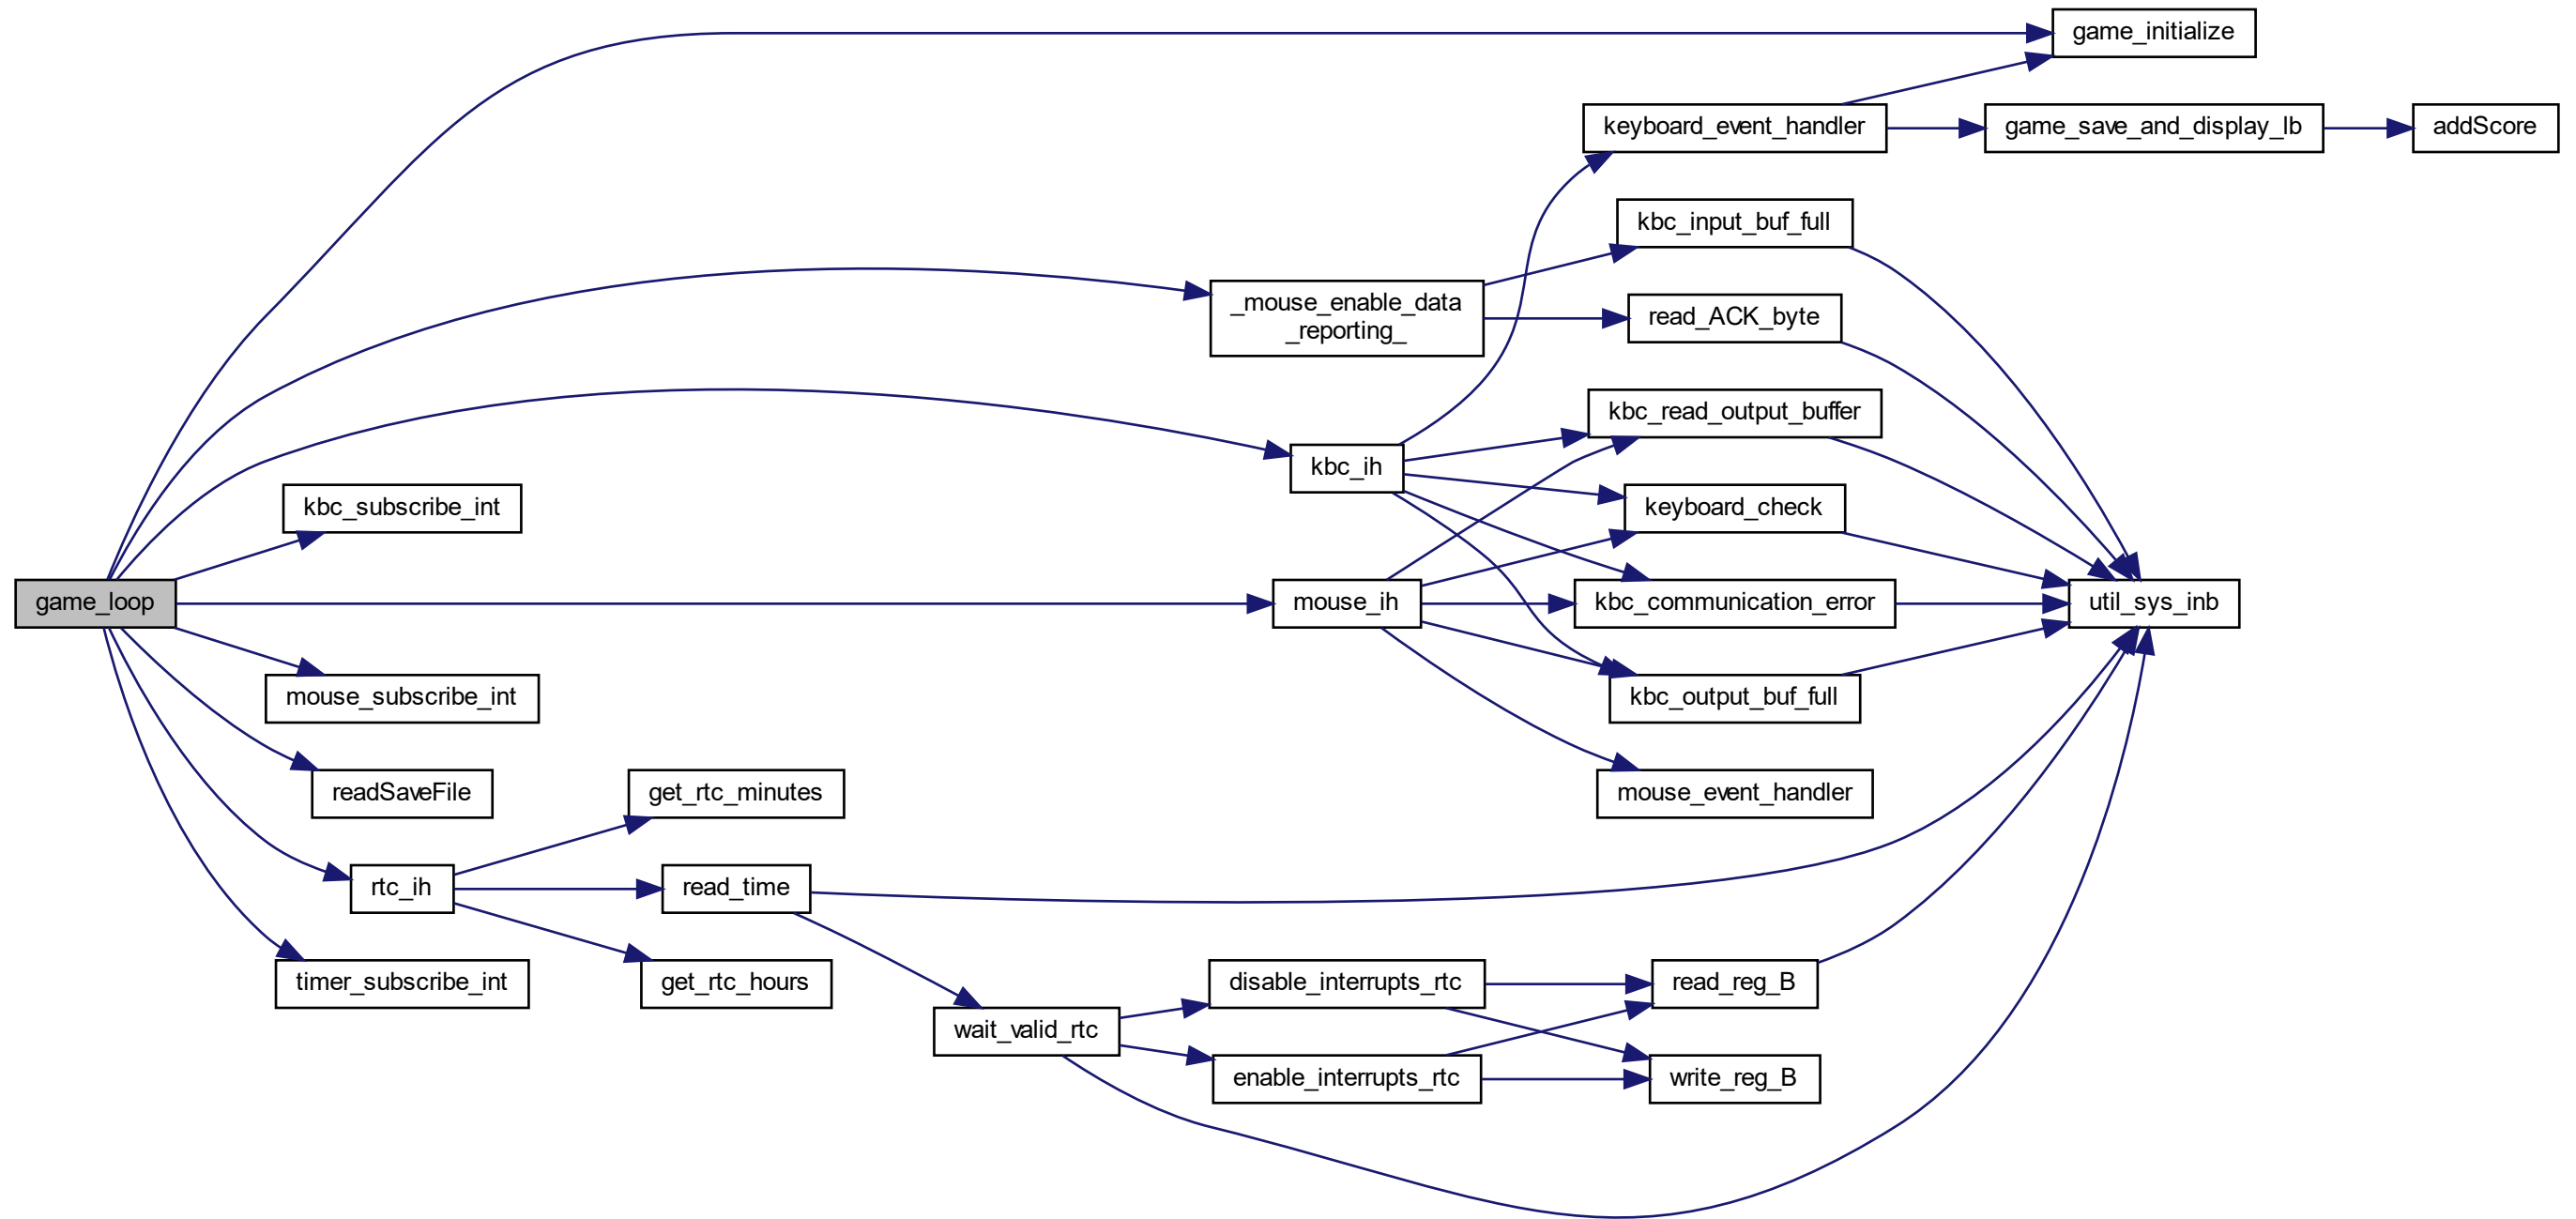 game_initialize
keyboard_event_handler
game_save_and_display_lb
addScore
kbc_input_buf_full
_mouse_enable_data
_reporting_
read_ACK_byte
kbc_read_output_buffer
kbc_ih
kbc_subscribe_int
keyboard_check
game_loop
mouse_ih
kbc_communication_error
util_sys_inb
mouse_subscribe_int
kbc_output_buf_full
readSaveFile
get_rtc_minutes
mouse_event_handler
rtc_ih
read_time
timer_subscribe_int
get_rtc_hours
disable_interrupts_rtc
read_reg_B
wait_valid_rtc
enable_interrupts_rtc
write_reg_B